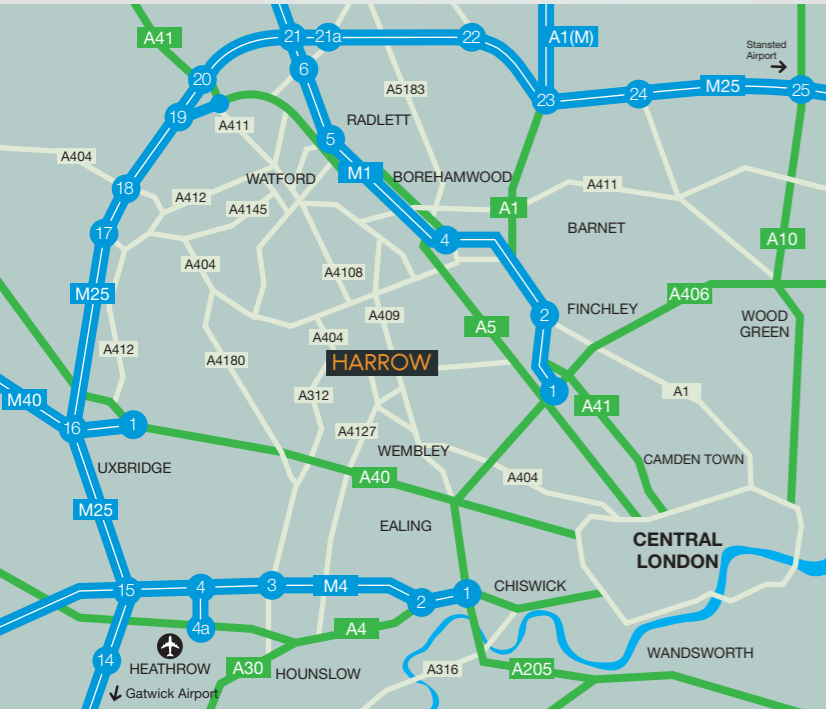 A41
21
21a
22
A1(M)
Stansted
Airport
6
20
A5183
23
24
M25
25
19
A411
RADLETT
5
A404
M1
BOREHAMWOOD
WATFORD
18
A412
A411
A4145
A1
17
4
BARNET
A10
A404
A4108
M25
A406
A409
2
FINCHLEY
WOOD
GREEN
A5
A404
A412
A4180
HARROW
M40
A312
1
A41
A1
16
1
A4127
WEMBLEY
CAMDEN TOWN
UXBRIDGE
A40
A404
M25
EALING
CENTRAL
LONDON
15
4
3
M4
2
1
CHISWICK
4a
A4
14
HEATHROW
A30
HOUNSLOW
A316
A205
WANDSWORTH
Gatwick Airport